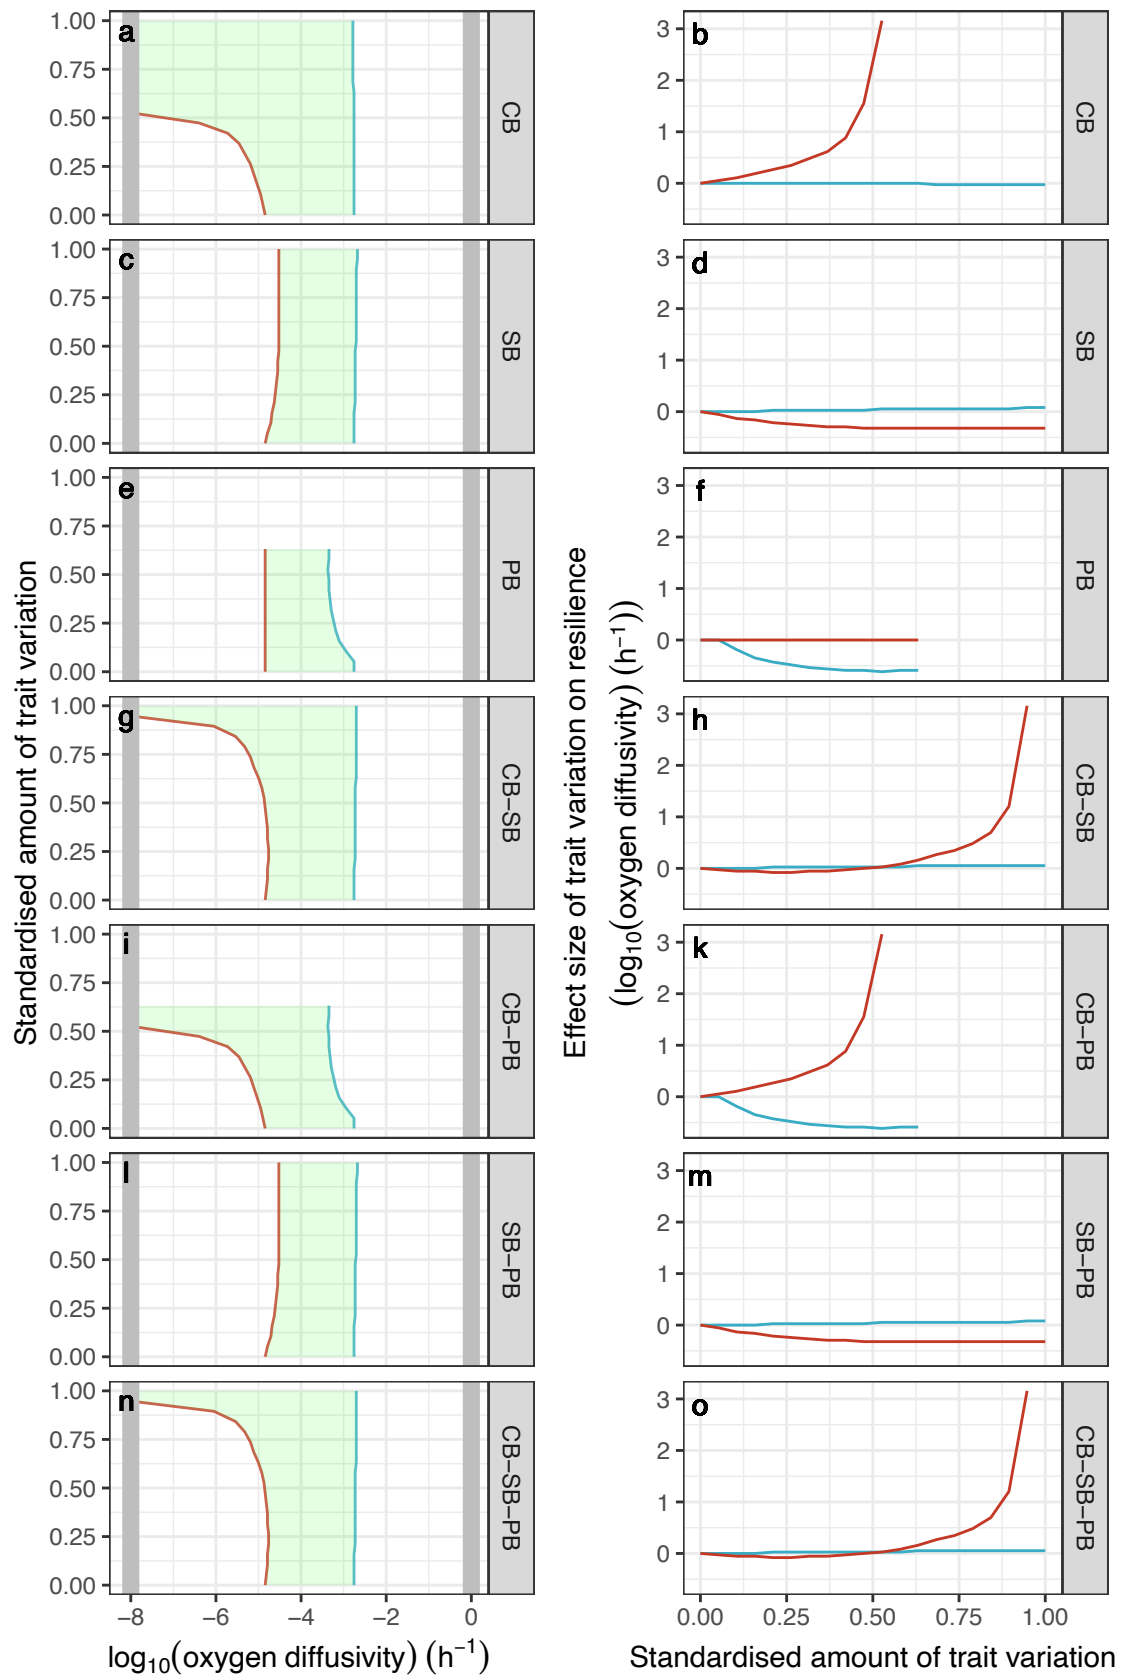 a
1.00
0.75
0.50
0.25
0.00
CB
b
3
2
1
0
CB
c
1.00
0.75
0.50
0.25
0.00
SB
d
3
2
1
0
SB
e
1.00
0.75
0.50
0.25
0.00
PB
f
3
2
1
0
PB
g
1.00
0.75
0.50
0.25
0.00
CB−SB
h
3
2
1
0
CB−SB
i
1.00
0.75
0.50
0.25
0.00
CB−PB
k
3
2
1
0
CB−PB
l
1.00
0.75
0.50
0.25
0.00
SB−PB
m
3
2
1
0
SB−PB
n
1.00
0.75
0.50
0.25
0.00
CB−SB−PB
o
3
2
1
0
CB−SB−PB
−8 −6 −4 −2 0
0.00 0.25 0.50 0.75 1.00
log₁₀(oxygen diffusivity) (h⁻¹)
Standardised amount of trait variation
Standardised amount of trait variation
Effect size of trait variation on resilience
(log₁₀(oxygen diffusivity) (h⁻¹))